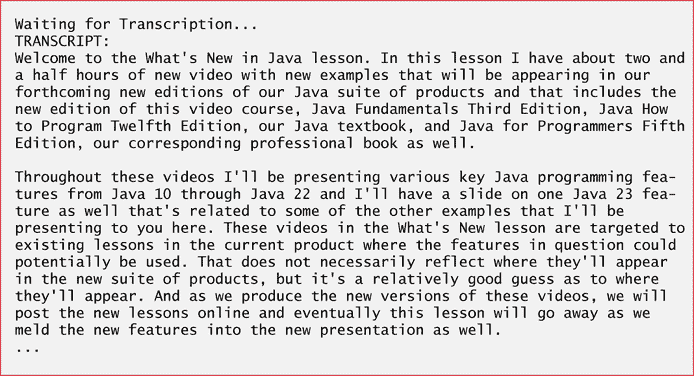 Waiting for Transcription...
TRANSCRIPT:
Welcome to the What's New in Java lesson. In this lesson I have about two and
a half hours of new video with new examples that will be appearing in our
forthcoming new editions of our Java suite of products and that includes the
new edition of this video course, Java Fundamentals Third Edition, Java How
to Program Twelfth Edition, our Java textbook, and Java for Programmers Fifth
Edition, our corresponding professional book as well.

Throughout these videos I'll be presenting various key Java programming fea-
tures from Java 10 through Java 22 and I'll have a slide on one Java 23 fea-
ture as well that's related to some of the other examples that I'll be
presenting to you here. These videos in the What's New lesson are targeted to
existing lessons in the current product where the features in question could
potentially be used. That does not necessarily reflect where they'll appear
in the new suite of products, but it's a relatively good guess as to where
they'll appear. And as we produce the new versions of these videos, we will
post the new lessons online and eventually this lesson will go away as we
meld the new features into the new presentation as well.
...